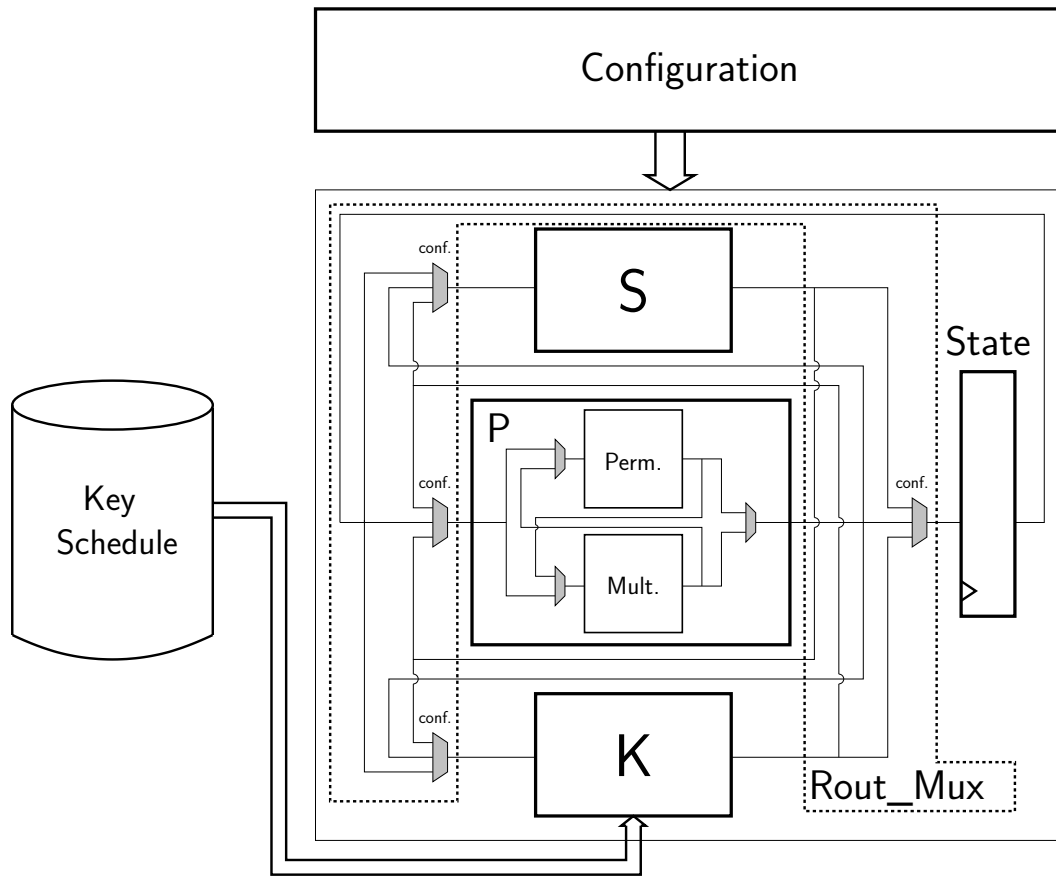 Configuration
conf.
S
State
P
Perm.
conf.
conf.
Key
Schedule
Mult.
conf.
K
Rout_Mux